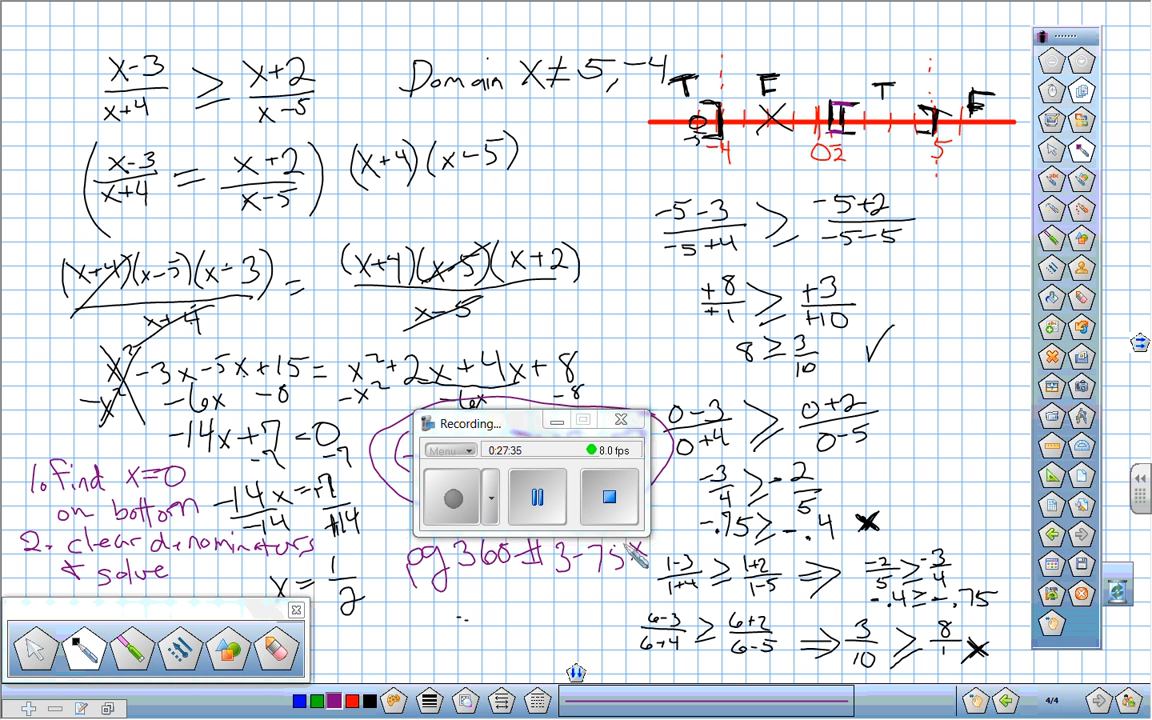 x-3/x+4 ≥ x+2/x-5
Domain x≠5,-4
(x-3/x+4 = x+2/x-5) (x+4)(x-5)
(x+4)(x-5)(x-3)/x+4 = (x+4)(x-5)(x+2)/x-5
x²-3x-5x+15 = x²+2x+4x+8
-x² -6x -8 -x² -6x -8
-14x+7=0
-7 -7
-14x=+7
-14 +14
x=1/2
1. find x=0
on bottom
2. clear denominators
& solve
pg 360 # 3-75
T F T F
-5 -4 0 5
-5-3/-5+4 ≥ -5+2/-5-5
+8/+1 ≥ +3/+10
8 ≥ 3/10 ✓
0-3/0+4 ≥ 0+2/0-5
-3/4 ≥ -2/5
-.75 ≥ -.4 x
1-3/1+4 ≥ 1+2/1-5 ⇒ -2/5 ≥ -3/4
-.4 ≥ -.75
6-3/6+4 ≥ 6+2/6-5 ⇒ 3/10 ≥ 8/1 x
Recording...
Menu
0:27:35
8.0 fps
4/4